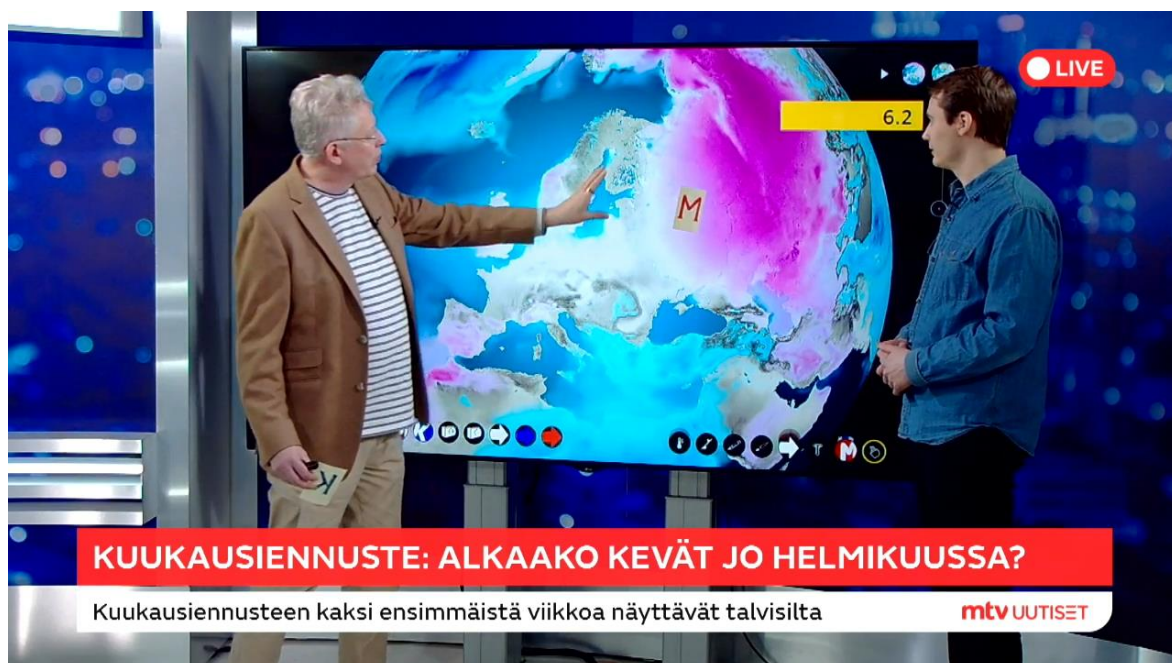 LIVE
6.2
M
K
KUUKAUSIENNUSTE: ALKAAKO KEVÄT JO HELMIKUUSSA?
Kuukausiennusteen kaksi ensimmäistä viikkoa näyttävät talvisilta
mtv UUTISET